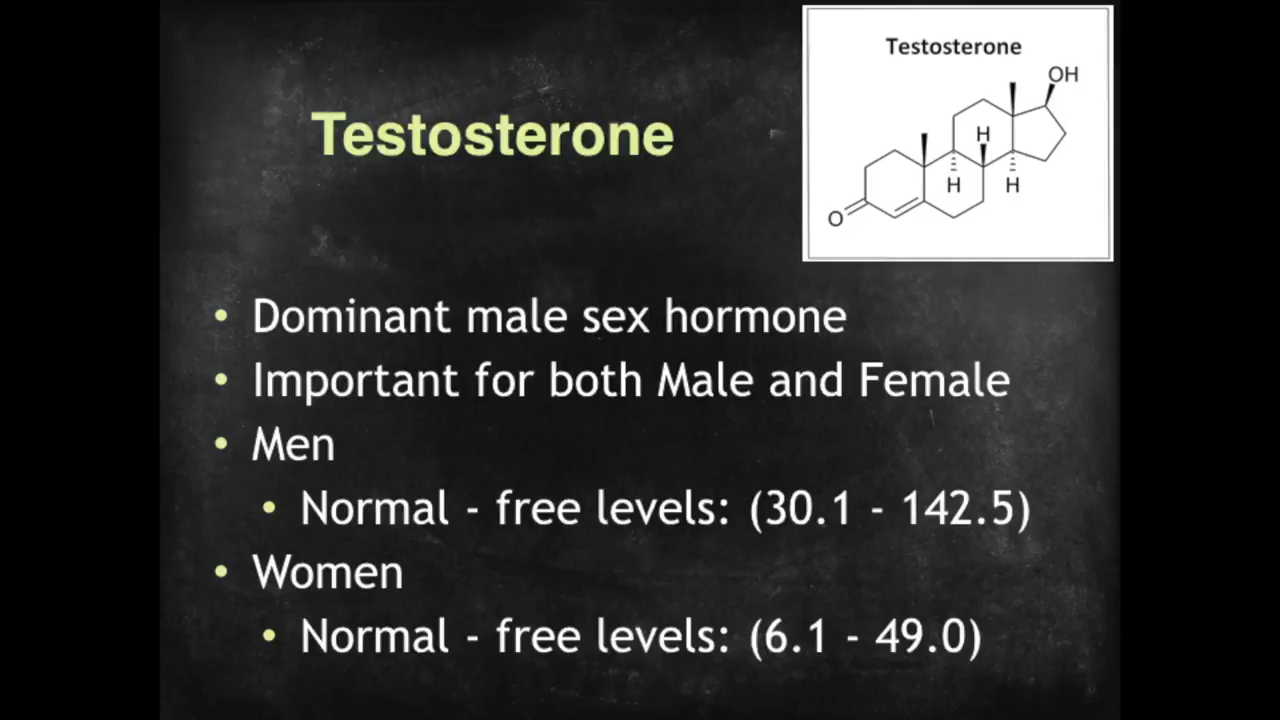 Testosterone
Testosterone
OH
H
H
H
O
• Dominant male sex hormone
• Important for both Male and Female
• Men
• Normal - free levels: (30.1 - 142.5)
• Women
• Normal - free levels: (6.1 - 49.0)